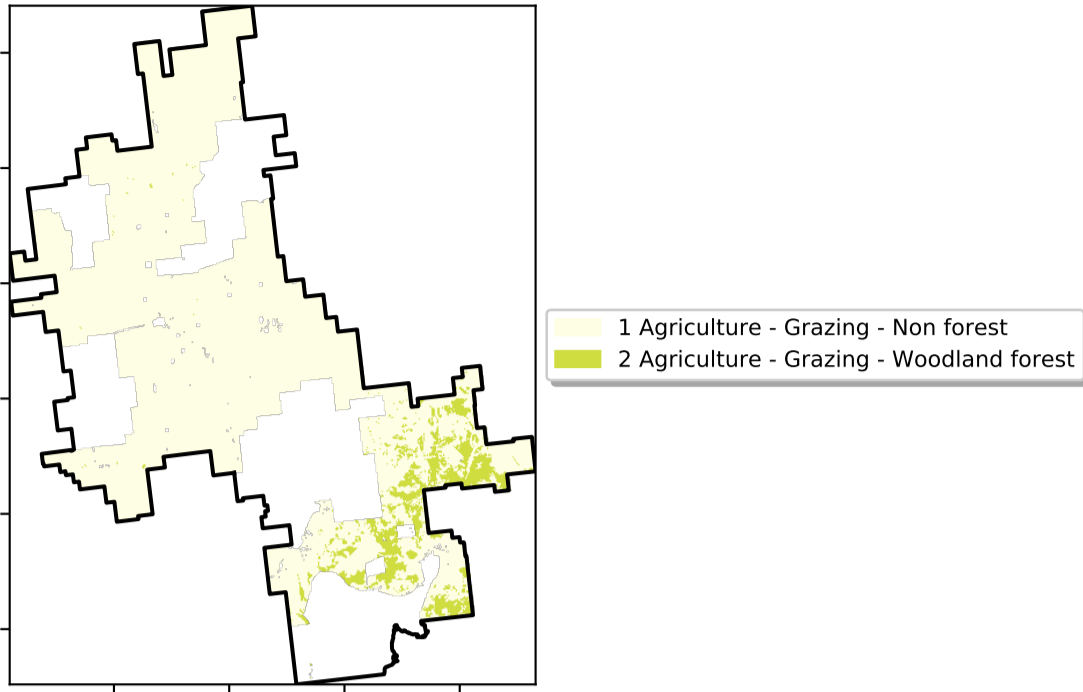 1 Agriculture - Grazing - Non forest
2 Agriculture - Grazing - Woodland forest